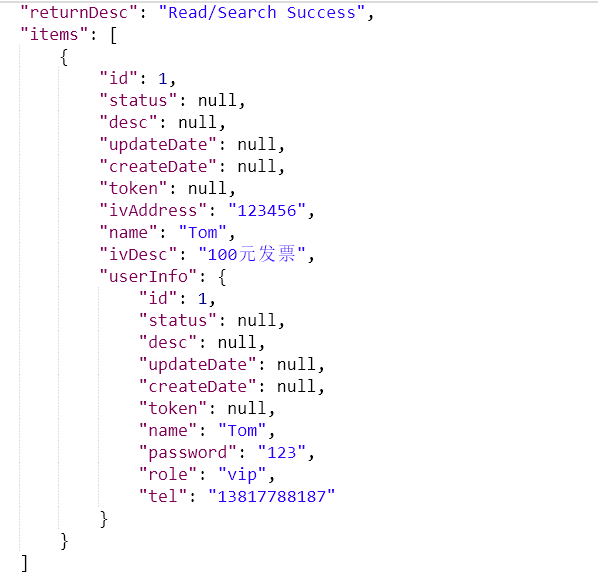 "returnDesc": "Read/Search Success",
"items": [
{
"id": 1,
"status": null,
"desc": null,
"updateDate": null,
"createDate": null,
"token": null,
"ivAddress": "123456",
"name": "Tom",
"ivDesc": "100元发票",
"userInfo": {
"id": 1,
"status": null,
"desc": null,
"updateDate": null,
"createDate": null,
"token": null,
"name": "Tom",
"password": "123",
"role": "vip",
"tel": "13817788187"
}
}
]